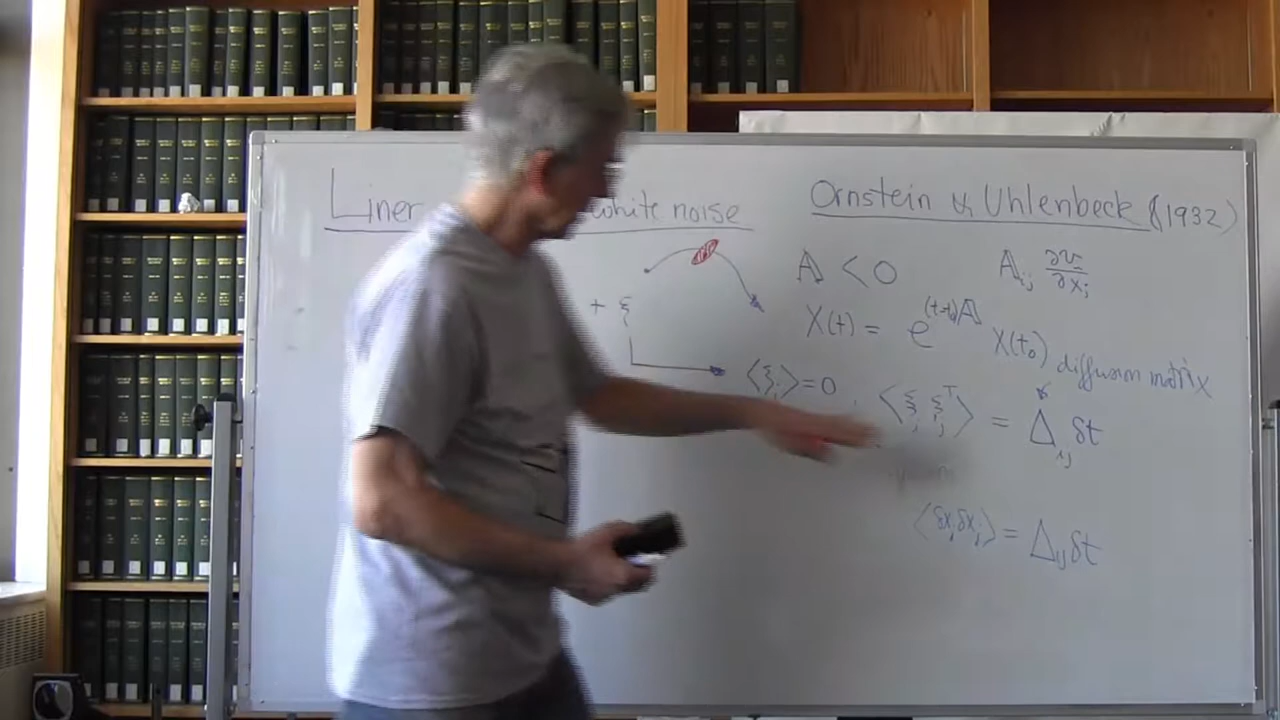 Liner white noise
+ ξ
⟨ξ_i⟩ = 0
Ornstein & Uhlenbeck (1932)
A < 0 A_ij ∂v/∂x_j
X(t) = e^(t-t₀)A X(t₀)
diffusion matrix
⟨ξ_i ξ_j^T⟩ = Δ_ij δt
⟨δx_i δx_j⟩ = Δ_ij δt